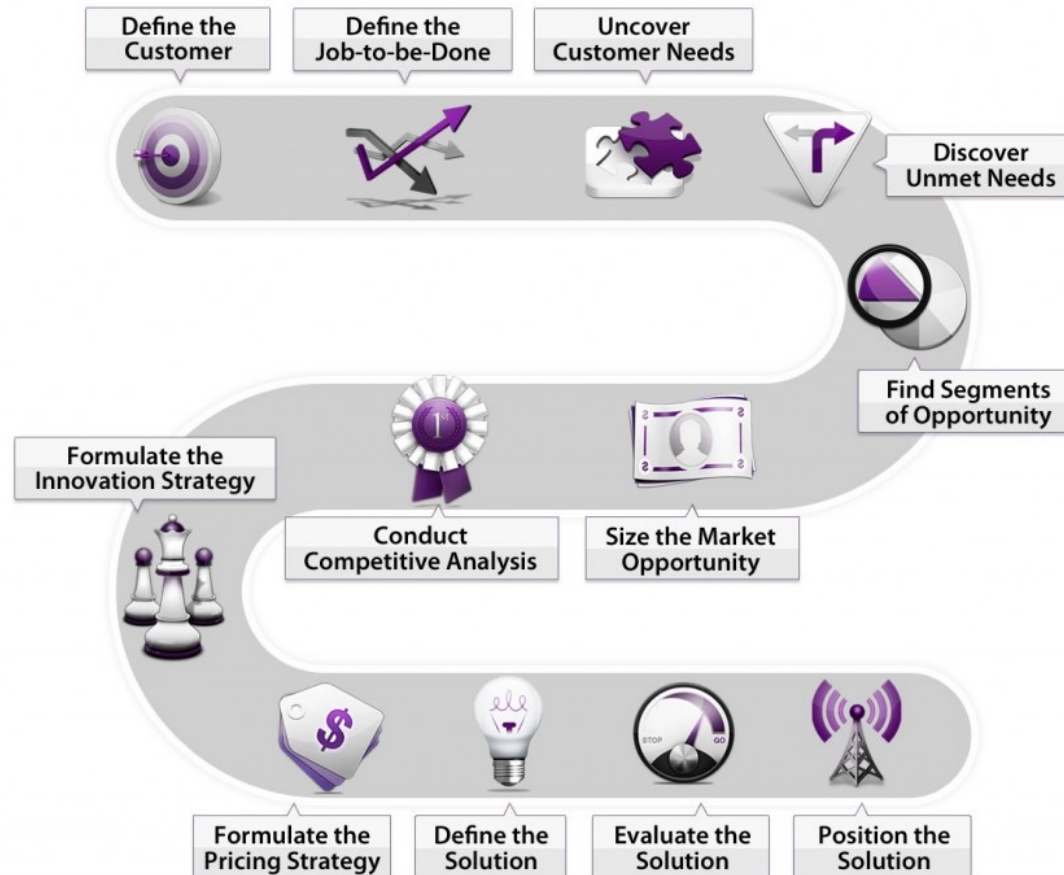 Define the
Customer
Define the
Job-to-be-Done
Uncover
Customer Needs
Discover
Unmet Needs
Find Segments
of Opportunity
Size the Market
Opportunity
1st
Conduct
Competitive Analysis
Formulate the
Innovation Strategy
$
Formulate the
Pricing Strategy
Define the
Solution
STOP GO
Evaluate the
Solution
Position the
Solution